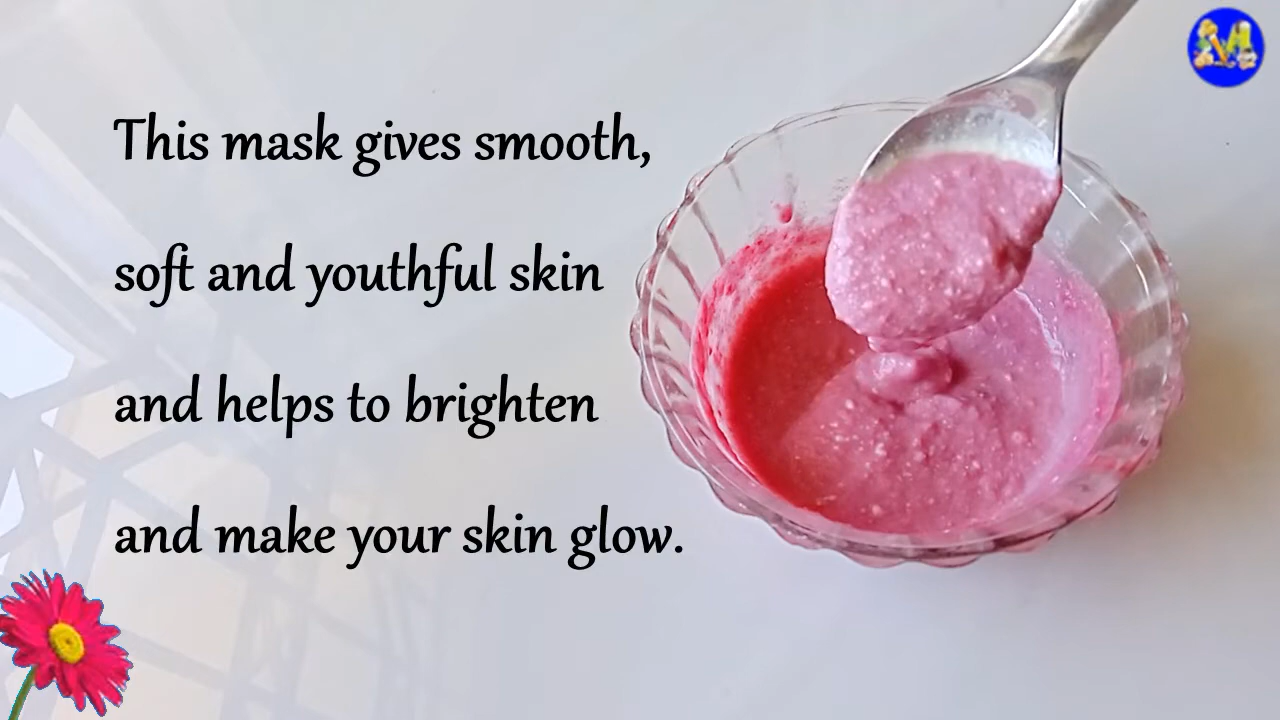 This mask gives smooth,
soft and youthful skin
and helps to brighten
and make your skin glow.
M